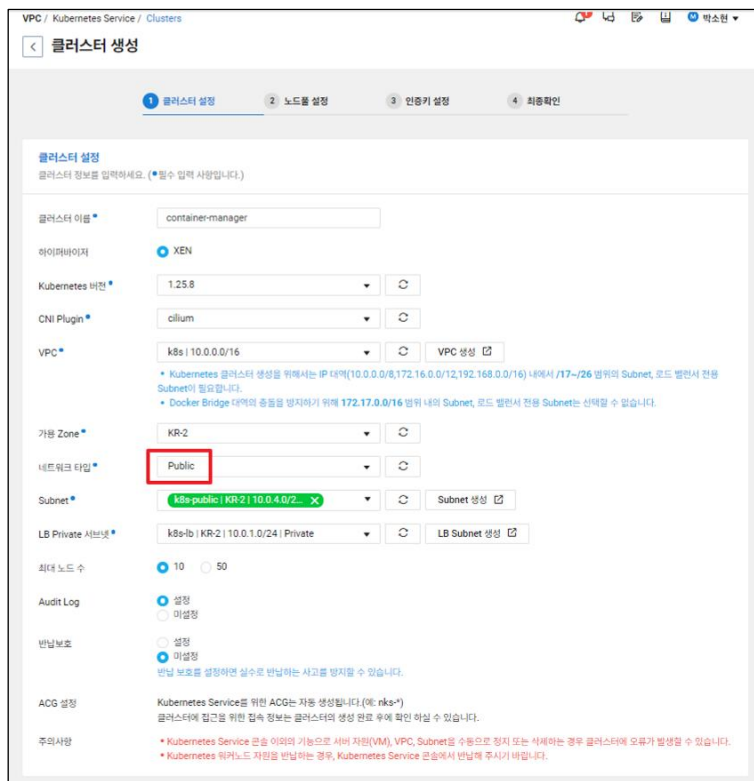 VPC / Kubernetes Service / Clusters
박소현
클러스터 생성
1 클러스터 설정
2 노드풀 설정
3 인증키 설정
4 최종확인
클러스터 설정
클러스터 정보를 입력하세요. (●필수 입력 사항입니다.)
클러스터 이름
container-manager
하이퍼바이저
XEN
Kubernetes 버전
1.25.8
CNI Plugin
cilium
VPC
k8s | 10.0.0.0/16
VPC 생성
• Kubernetes 클러스터 생성을 위해서는 IP 대역(10.0.0.0/8,172.16.0.0/12,192.168.0.0/16) 내에서 /17~/26 범위의 Subnet, 로드 밸런서 전용
Subnet이 필요합니다.
• Docker Bridge 대역의 충돌을 방지하기 위해 172.17.0.0/16 범위 내의 Subnet, 로드 밸런서 전용 Subnet는 선택할 수 없습니다.
가용 Zone
KR-2
네트워크 타입
Public
Subnet
k8s-public | KR-2 | 10.0.4.0/2...
Subnet 생성
LB Private 서브넷
k8s-lb | KR-2 | 10.0.1.0/24 | Private
LB Subnet 생성
최대 노드 수
10
50
Audit Log
설정
미설정
반납보호
설정
미설정
반납 보호를 설정하면 실수로 반납하는 사고를 방지할 수 있습니다.
ACG 설정
Kubernetes Service를 위한 ACG는 자동 생성됩니다.(예: nks-*)
클러스터에 접근을 위한 접속 정보는 클러스터의 생성 완료 후에 확인 하실 수 있습니다.
주의사항
• Kubernetes Service 콘솔 이외의 기능으로 서버 자원(VM), VPC, Subnet을 수동으로 정지 또는 삭제하는 경우 클러스터에 오류가 발생할 수 있습니다.
• Kubernetes 워커노드 자원을 반납하는 경우, Kubernetes Service 콘솔에서 반납해 주시기 바랍니다.